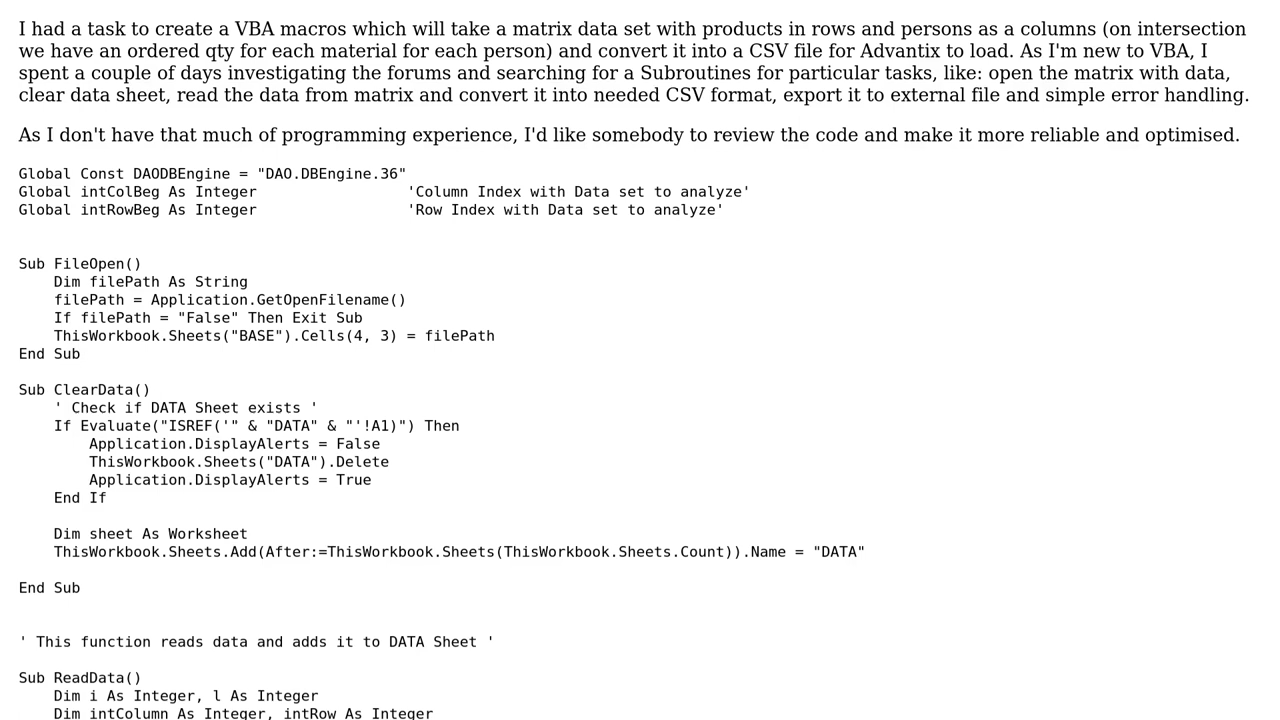 I had a task to create a VBA macros which will take a matrix data set with products in rows and persons as a columns (on intersection
we have an ordered qty for each material for each person) and convert it into a CSV file for Advantix to load. As I'm new to VBA, I
spent a couple of days investigating the forums and searching for a Subroutines for particular tasks, like: open the matrix with data,
clear data sheet, read the data from matrix and convert it into needed CSV format, export it to external file and simple error handling.
As I don't have that much of programming experience, I'd like somebody to review the code and make it more reliable and optimised.
Global Const DAODBEngine = "DAO.DBEngine.36"
Global intColBeg As Integer                 'Column Index with Data set to analyze'
Global intRowBeg As Integer                 'Row Index with Data set to analyze'
Sub FileOpen()
    Dim filePath As String
    filePath = Application.GetOpenFilename()
    If filePath = "False" Then Exit Sub
    ThisWorkbook.Sheets("BASE").Cells(4, 3) = filePath
End Sub
Sub ClearData()
    ' Check if DATA Sheet exists '
    If Evaluate("ISREF('" & "DATA" & "'!A1)") Then
        Application.DisplayAlerts = False
        ThisWorkbook.Sheets("DATA").Delete
        Application.DisplayAlerts = True
    End If
    Dim sheet As Worksheet
    ThisWorkbook.Sheets.Add(After:=ThisWorkbook.Sheets(ThisWorkbook.Sheets.Count)).Name = "DATA"
End Sub
' This function reads data and adds it to DATA Sheet '
Sub ReadData()
    Dim i As Integer, l As Integer
    Dim intColumn As Integer, intRow As Integer